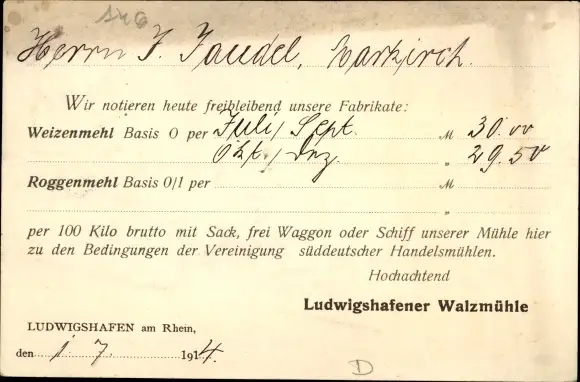 Herrn J. Jaudel, Markirch.
Wir notieren heute freibleibend unsere Fabrikate:
Weizenmehl Basis 0 per Juli/Sept. M 30.00
Okt./Dez. „ 29.50
Roggenmehl Basis 0/1 per M
„
per 100 Kilo brutto mit Sack, frei Waggon oder Schiff unserer Mühle hier
zu den Bedingungen der Vereinigung süddeutscher Handelsmühlen.
Hochachtend
Ludwigshafener Walzmühle
LUDWIGSHAFEN am Rhein,
den 1 7. 1914.
D